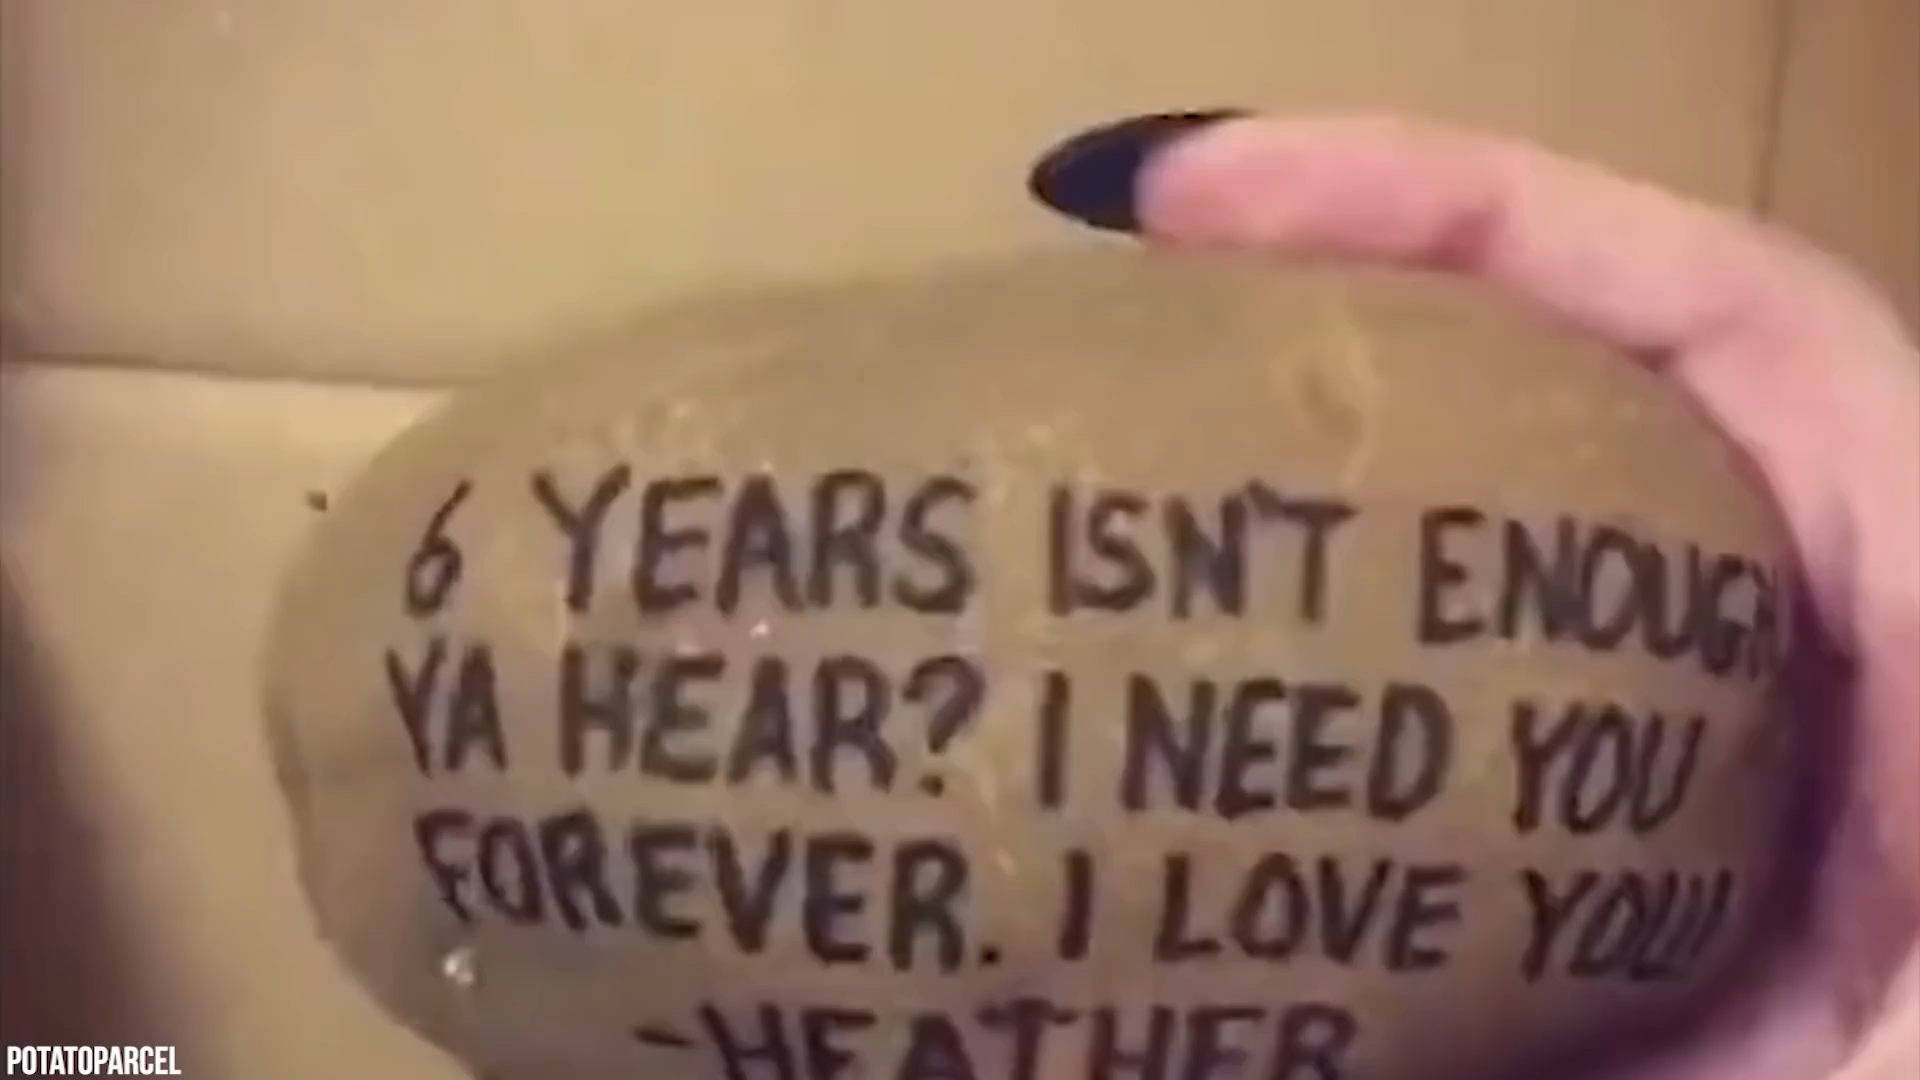 6 YEARS ISN'T ENOUGH
YA HEAR? I NEED YOU
FOREVER. I LOVE YOU!
-HEATHER
POTATOPARCEL